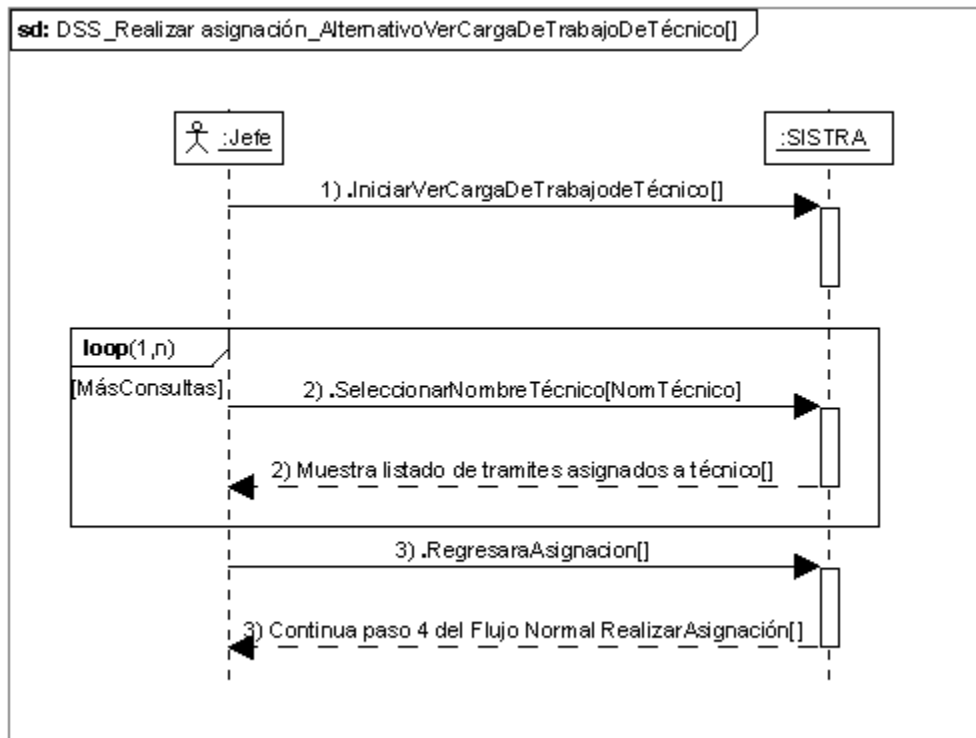 sd: DSS_Realizar asignación_AlternativoVerCargaDeTrabajoDeTécnico[]
:Jefe
:SISTRA
1) .IniciarVerCargaDeTrabajodeTécnico[]
loop(1,n)
[MásConsultas]
2) .SeleccionarNombreTécnico[NomTécnico]
2) Muestra listado de tramites asignados a técnico[]
3) .RegresaraAsignacion[]
3) Continua paso 4 del Flujo Normal RealizarAsignación[]